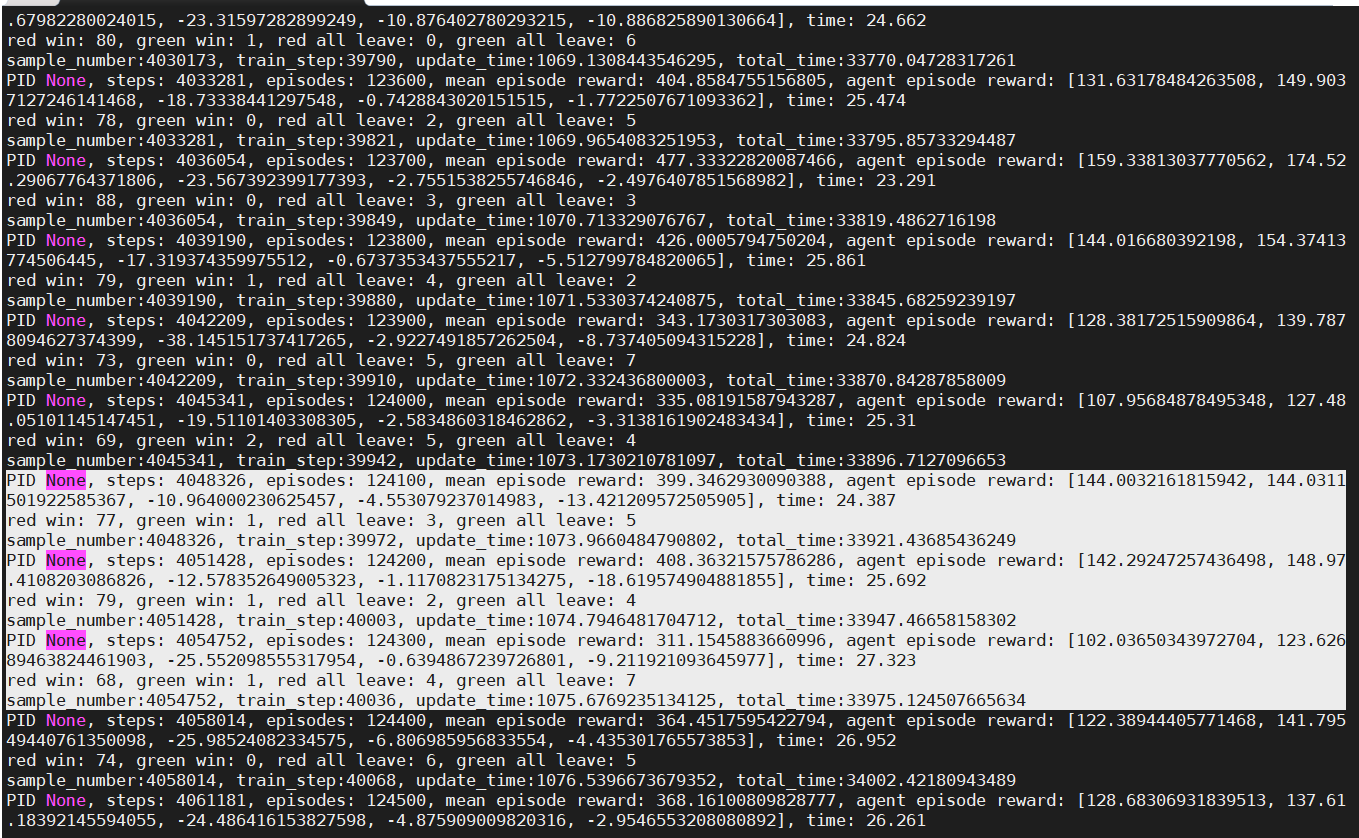 .67982280024015, -23.31597282899249, -10.876402780293215, -10.886825890130664], time: 24.662
red win: 80, green win: 1, red all leave: 0, green all leave: 6
sample_number:4030173, train_step:39790, update_time:1069.1308443546295, total_time:33770.04728317261
PID None, steps: 4033281, episodes: 123600, mean episode reward: 404.8584755156805, agent episode reward: [131.63178484263508, 149.903
7127246141468, -18.73338441297548, -0.7428843020151515, -1.7722507671093362], time: 25.474
red win: 78, green win: 0, red all leave: 2, green all leave: 5
sample_number:4033281, train_step:39821, update_time:1069.9654083251953, total_time:33795.85733294487
PID None, steps: 4036054, episodes: 123700, mean episode reward: 477.33322820087466, agent episode reward: [159.33813037770562, 174.52
.29067764371806, -23.567392399177393, -2.7551538255746846, -2.4976407851568982], time: 23.291
red win: 88, green win: 0, red all leave: 3, green all leave: 3
sample_number:4036054, train_step:39849, update_time:1070.713329076767, total_time:33819.4862716198
PID None, steps: 4039190, episodes: 123800, mean episode reward: 426.0005794750204, agent episode reward: [144.016680392198, 154.37413
774506445, -17.319374359975512, -0.6737353437555217, -5.512799784820065], time: 25.861
red win: 79, green win: 1, red all leave: 4, green all leave: 2
sample_number:4039190, train_step:39880, update_time:1071.5330374240875, total_time:33845.68259239197
PID None, steps: 4042209, episodes: 123900, mean episode reward: 343.1730317303083, agent episode reward: [128.38172515909864, 139.787
8094627374399, -38.145151737417265, -2.9227491857262504, -8.737405094315228], time: 24.824
red win: 73, green win: 0, red all leave: 5, green all leave: 7
sample_number:4042209, train_step:39910, update_time:1072.332436800003, total_time:33870.84287858009
PID None, steps: 4045341, episodes: 124000, mean episode reward: 335.08191587943287, agent episode reward: [107.95684878495348, 127.48
.05101145147451, -19.51101403308305, -2.5834860318462862, -3.3138161902483434], time: 25.31
red win: 69, green win: 2, red all leave: 5, green all leave: 4
sample_number:4045341, train_step:39942, update_time:1073.1730210781097, total_time:33896.7127096653
PID None, steps: 4048326, episodes: 124100, mean episode reward: 399.3462930090388, agent episode reward: [144.0032161815942, 144.0311
501922585367, -10.964000230625457, -4.553079237014983, -13.421209572505905], time: 24.387
red win: 77, green win: 1, red all leave: 3, green all leave: 5
sample_number:4048326, train_step:39972, update_time:1073.9660484790802, total_time:33921.43685436249
PID None, steps: 4051428, episodes: 124200, mean episode reward: 408.36321575786286, agent episode reward: [142.29247257436498, 148.97
.4108203086826, -12.578352649005323, -1.1170823175134275, -18.619574904881855], time: 25.692
red win: 79, green win: 1, red all leave: 2, green all leave: 4
sample_number:4051428, train_step:40003, update_time:1074.7946481704712, total_time:33947.46658158302
PID None, steps: 4054752, episodes: 124300, mean episode reward: 311.1545883660996, agent episode reward: [102.03650343972704, 123.626
89463824461903, -25.552098555317954, -0.6394867239726801, -9.211921093645977], time: 27.323
red win: 68, green win: 1, red all leave: 4, green all leave: 7
sample_number:4054752, train_step:40036, update_time:1075.6769235134125, total_time:33975.124507665634
PID None, steps: 4058014, episodes: 124400, mean episode reward: 364.4517595422794, agent episode reward: [122.38944405771468, 141.795
49440761350098, -25.98524082334575, -6.806985956833554, -4.435301765573853], time: 26.952
red win: 74, green win: 0, red all leave: 6, green all leave: 5
sample_number:4058014, train_step:40068, update_time:1076.5396673679352, total_time:34002.42180943489
PID None, steps: 4061181, episodes: 124500, mean episode reward: 368.16100809828777, agent episode reward: [128.68306931839513, 137.61
.18392145594055, -24.486416153827598, -4.875909009820316, -2.9546553208080892], time: 26.261